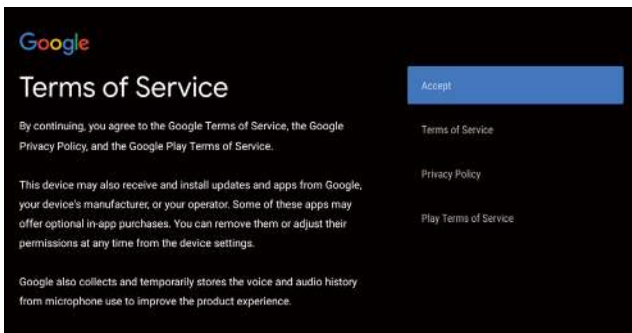 Google
Terms of Service
By continuing, you agree to the Google Terms of Service, the Google
Privacy Policy, and the Google Play Terms of Service.
This device may also receive and install updates and apps from Google,
your device's manufacturer, or your operator. Some of these apps may
offer optional in-app purchases. You can remove them or adjust their
permissions at any time from the device settings.
Google also collects and temporarily stores the voice and audio history
from microphone use to improve the product experience.
Accept
Terms of Service
Privacy Policy
Play Terms of Service